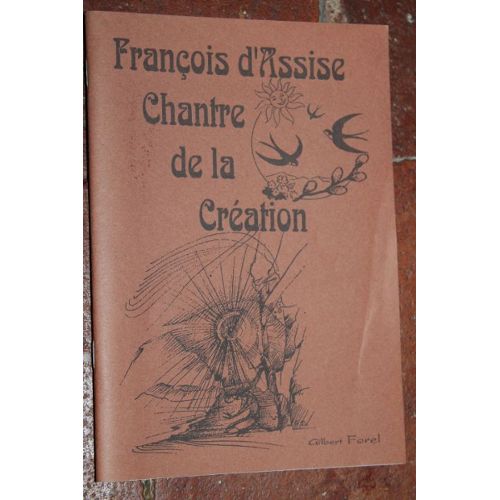 François d'Assise
Chantre
de la
Création
Gilbert Forel